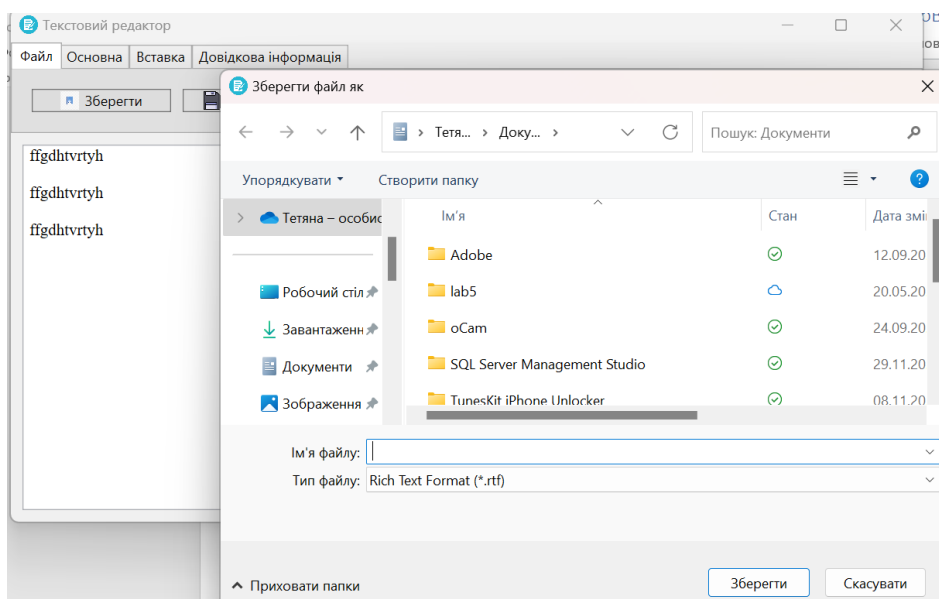 Текстовий редактор
Файл Основна Вставка Довідкова інформація
Зберегти
ffgdhtvrtyh
ffgdhtvrtyh
ffgdhtvrtyh
Зберегти файл як
Тетя... Доку...
Пошук: Документи
Упорядкувати Створити папку
Тетяна – особис
Робочий стіл
Завантаженн
Документи
Зображення
Ім'я Стан Дата змі
Adobe 12.09.20
lab5 20.05.20
oCam 24.09.20
SQL Server Management Studio 29.11.20
TunesKit iPhone Unlocker 08.11.20
Ім'я файлу:
Тип файлу: Rich Text Format (*.rtf)
Приховати папки Зберегти Скасувати